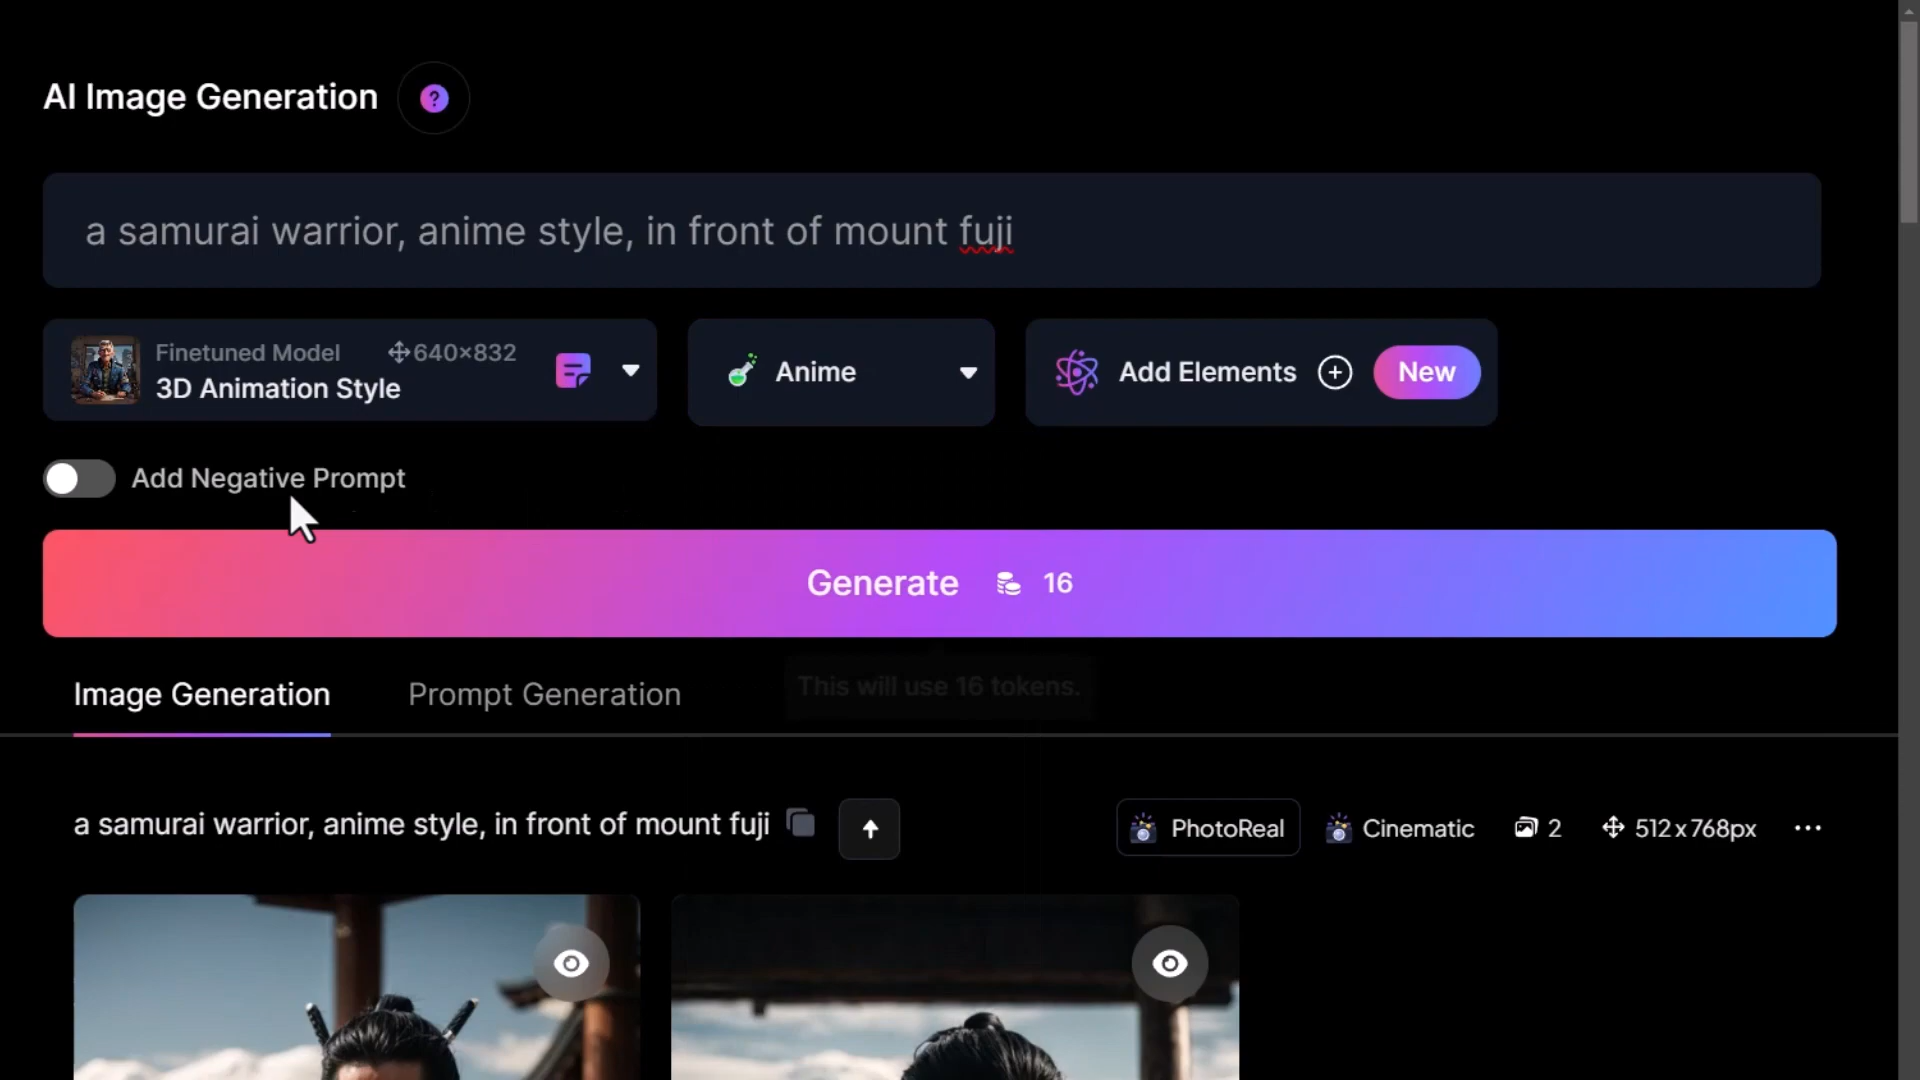 AI Image Generation ?
a samurai warrior, anime style, in front of mount fuji
Finetuned Model 640×832
3D Animation Style
Anime
Add Elements
New
Add Negative Prompt
Generate 16
This will use 16 tokens.
Image Generation
Prompt Generation
a samurai warrior, anime style, in front of mount fuji
PhotoReal
Cinematic
2
512 x 768px